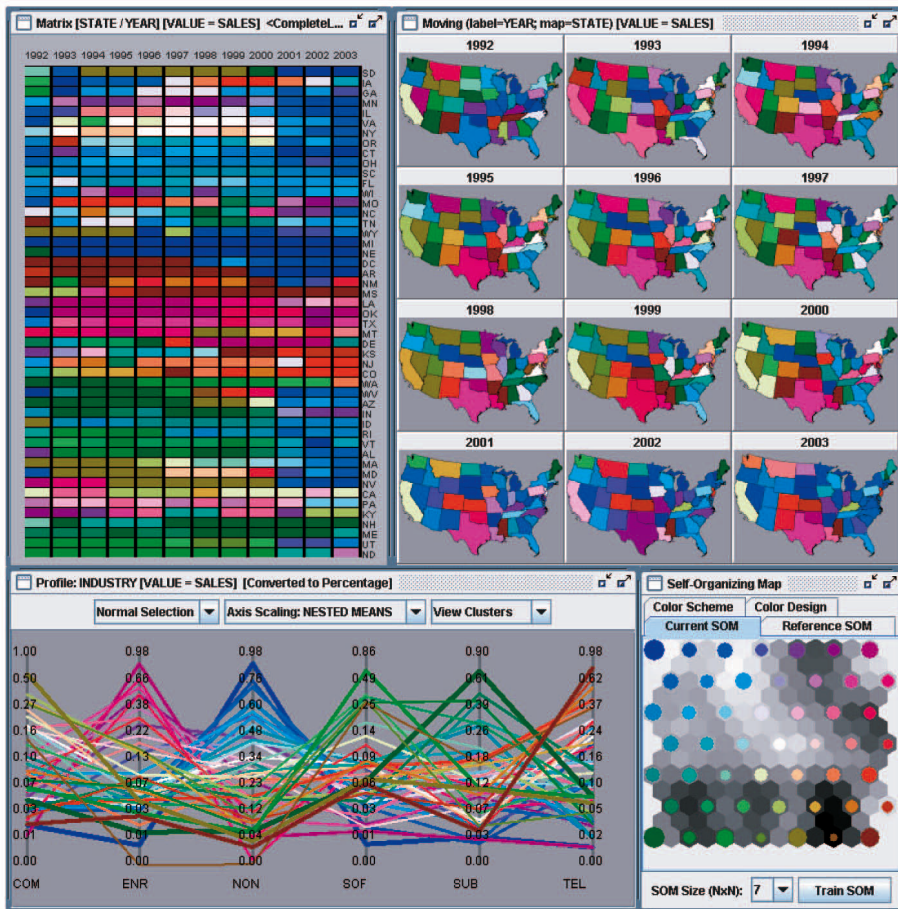 Matrix [STATE / YEAR] [VALUE = SALES] <CompleteL...
1992 1993 1994 1995 1996 1997 1998 1999 2000 2001 2002 2003
SD
IA
GA
MN
IL
VA
NY
OR
CT
OH
SC
FL
WI
MO
NC
TN
WY
MI
NE
DC
AR
NM
MS
LA
OK
TX
MT
DE
KS
NJ
CO
WA
WV
AZ
IN
ID
RI
VT
AL
MA
MD
NV
CA
PA
KY
NH
ME
UT
ND
Moving (label=YEAR; map=STATE) [VALUE = SALES]
1992 1993 1994
1995 1996 1997
1998 1999 2000
2001 2002 2003
Profile: INDUSTRY [VALUE = SALES] [Converted to Percentage]
Normal Selection Axis Scaling: NESTED MEANS View Clusters
1.00 0.98 0.98 0.86 0.90 0.98
0.50 0.66 0.76 0.49 0.61 0.62
0.27 0.38 0.60 0.26 0.39 0.37
0.16 0.22 0.48 0.14 0.26 0.24
0.10 0.13 0.34 0.09 0.18 0.16
0.07 0.07 0.23 0.06 0.12 0.10
0.03 0.03 0.12 0.03 0.07 0.05
0.01 0.01 0.04 0.01 0.03 0.02
0.00 0.00 0.00 0.00 0.00 0.00
COM ENR NON SOF SUB TEL
Self-Organizing Map
Color Scheme Color Design
Current SOM Reference SOM
SOM Size (NxN): 7 Train SOM